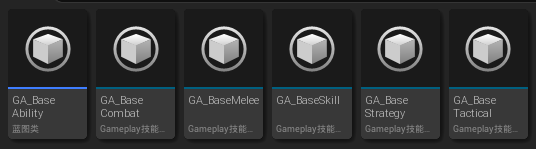 GA_Base
Ability
蓝图类
GA_Base
Combat
Gameplay技能...
GA_BaseMelee
Gameplay技能...
GA_BaseSkill
Gameplay技能...
GA_Base
Strategy
Gameplay技能...
GA_Base
Tactical
Gameplay技能...